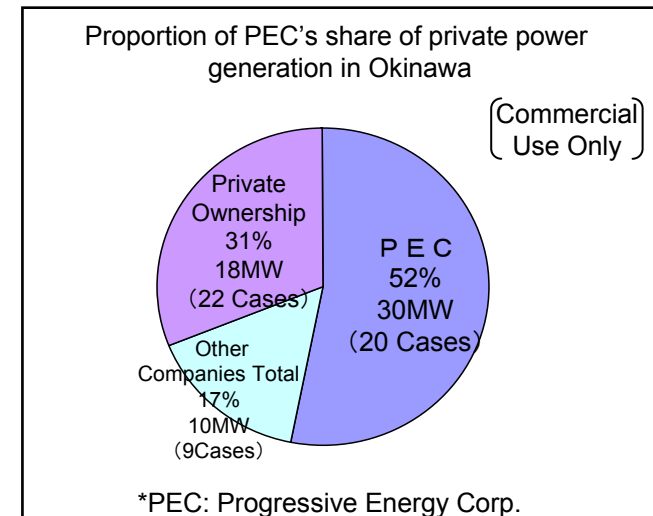 Proportion of PEC's share of private power
generation in Okinawa
Commercial
Use Only
Private
Ownership
31%
18MW
（22 Cases）
ＰＥＣ
52%
30MW
（20 Cases）
Other
Companies Total
17%
10MW
（9Cases）
*PEC: Progressive Energy Corp.